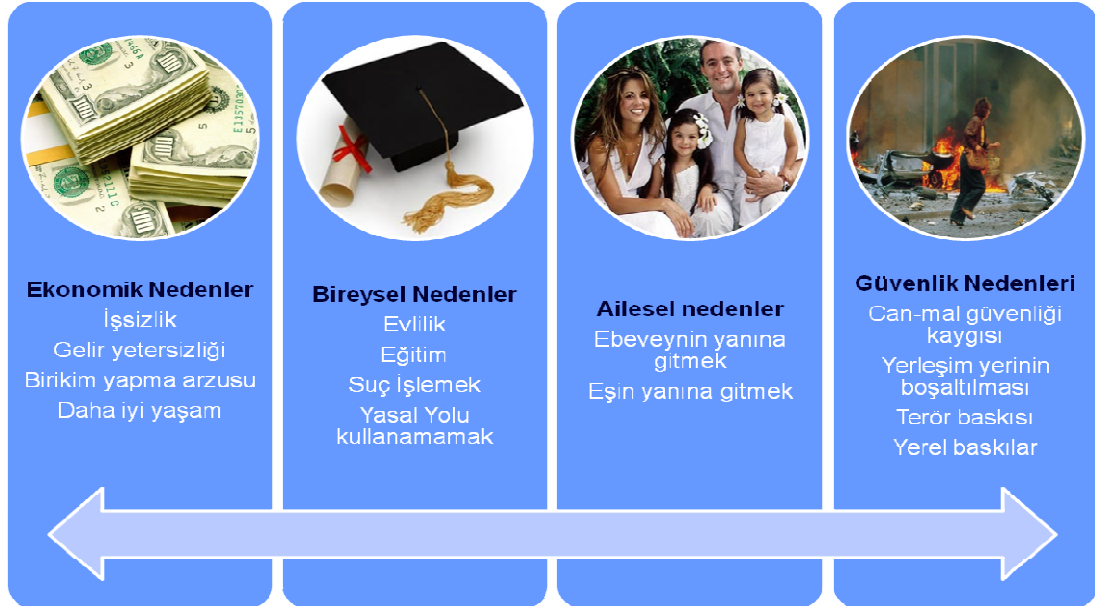 Ekonomik Nedenler
İşsizlik
Gelir yetersizliği
Birikim yapma arzusu
Daha iyi yaşam
Bireysel Nedenler
Evlilik
Eğitim
Suç İşlemek
Yasal Yolu
kullanamamak
Ailesel nedenler
Ebeveynin yanına
gitmek
Eşin yanına gitmek
Güvenlik Nedenleri
Can-mal güvenliği
kaygısı
Yerleşim yerinin
boşaltılması
Terör baskısı
Yerel baskılar